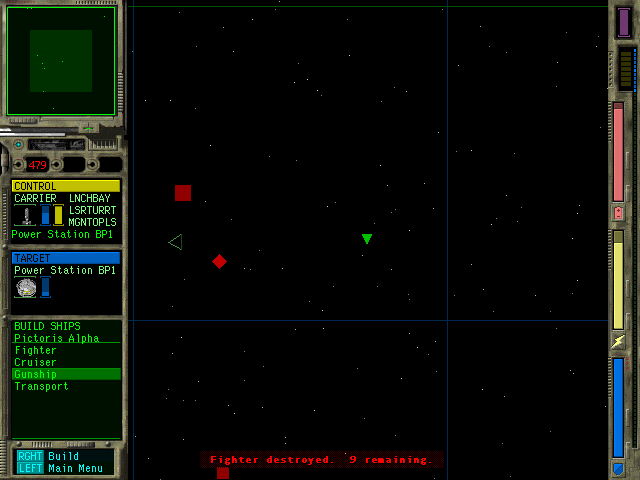 479
CONTROL
CARRIER LNCHBAY
LSRTURRT
MGNTOPLS
Power Station BP1
TARGET
Power Station BP1
BUILD SHIPS
Pictoris Alpha
Fighter
Cruiser
Gunship
Transport
RGHT Build
LEFT Main Menu
Fighter destroyed. 9 remaining.